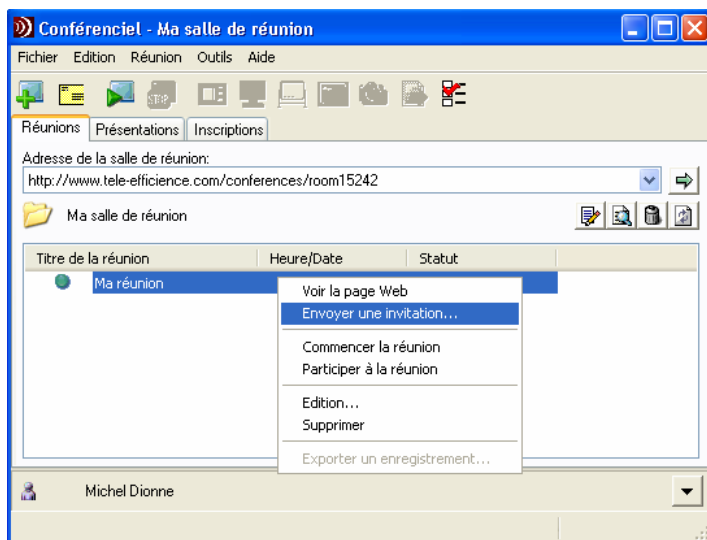 Conférenciel - Ma salle de réunion
Fichier Edition Réunion Outils Aide
STOP
Réunions Présentations Inscriptions
Adresse de la salle de réunion:
http://www.tele-efficience.com/conferences/room15242
Ma salle de réunion
Titre de la réunion Heure/Date Statut
Ma réunion
Voir la page Web
Envoyer une invitation...
Commencer la réunion
Participer à la réunion
Edition...
Supprimer
Exporter un enregistrement...
Michel Dionne